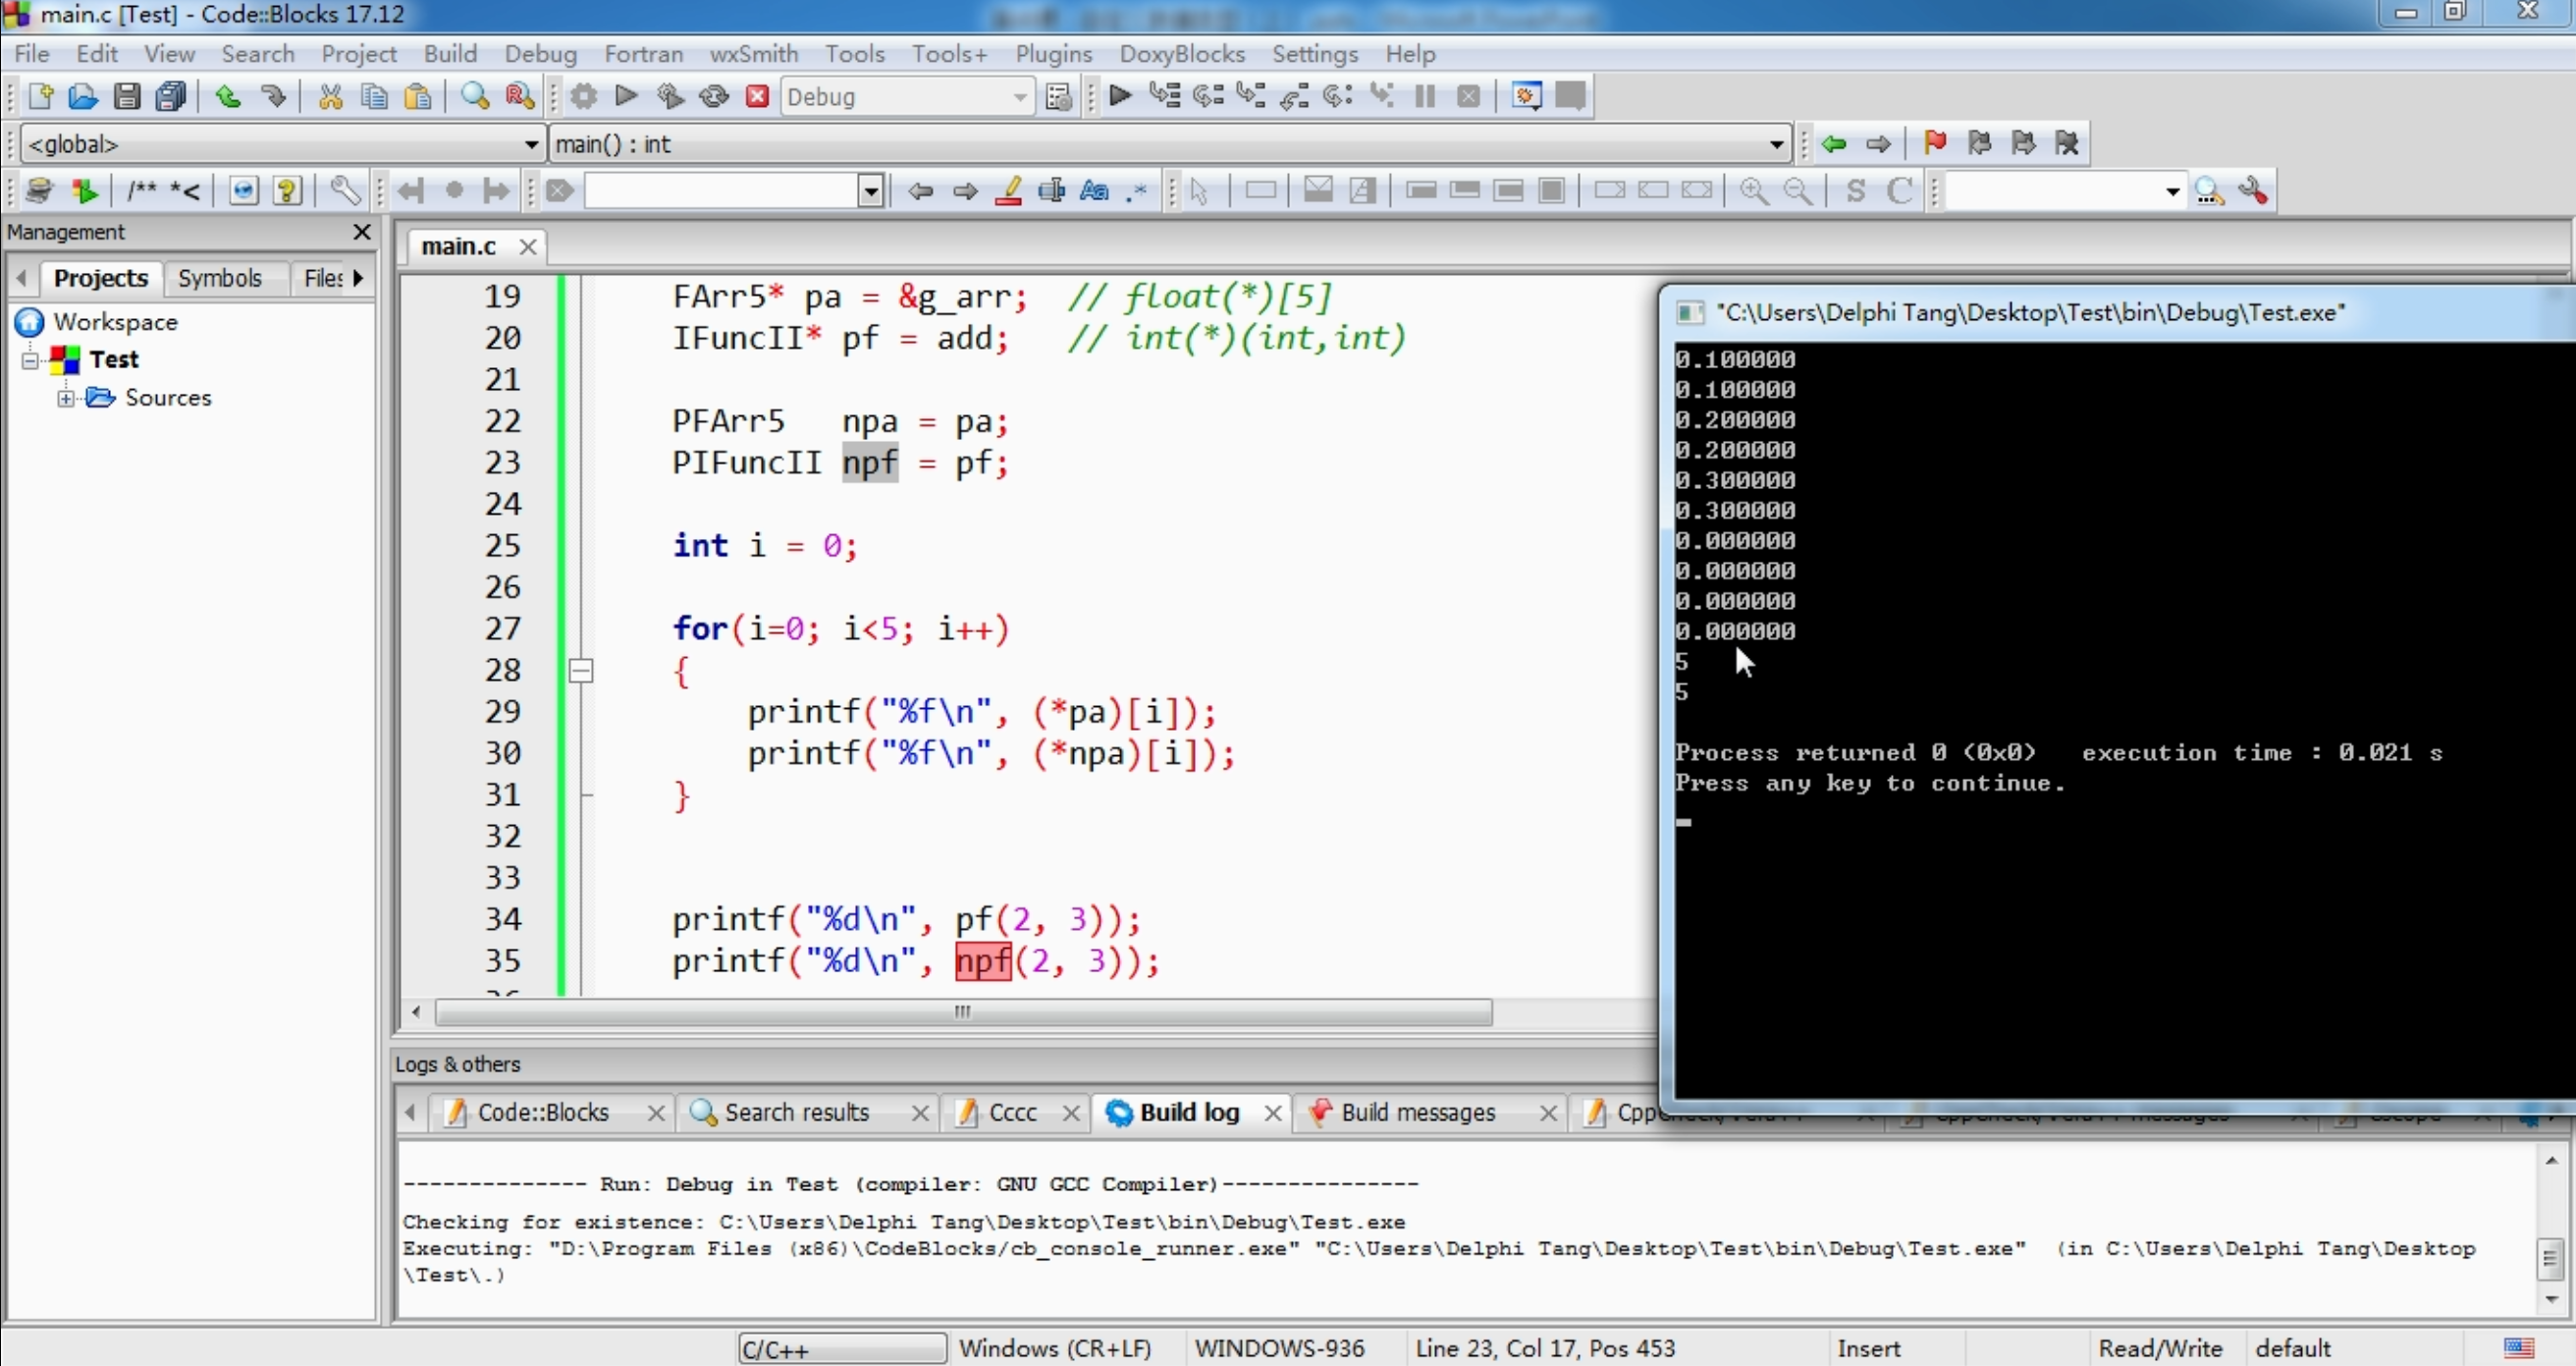 main.c [Test] - Code::Blocks 17.12
File Edit View Search Project Build Debug Fortran wxSmith Tools Tools+ Plugins DoxyBlocks Settings Help
Debug
<global> main() : int
/** *<
Aa .* S C
Management
Projects Symbols Files
Workspace
Test
Sources
main.c
19 FArr5* pa = &g_arr; // float(*)[5]
20 IFuncII* pf = add; // int(*)(int,int)
21
22 PFArr5 npa = pa;
23 PIFuncII npf = pf;
24
25 int i = 0;
26
27 for(i=0; i<5; i++)
28 {
29 printf("%f\n", (*pa)[i]);
30 printf("%f\n", (*npa)[i]);
31 }
32
33
34 printf("%d\n", pf(2, 3));
35 printf("%d\n", npf(2, 3));
"C:\Users\Delphi Tang\Desktop\Test\bin\Debug\Test.exe"
0.100000
0.100000
0.200000
0.200000
0.300000
0.300000
0.000000
0.000000
0.000000
0.000000
5
5
Process returned 0 (0x0) execution time : 0.021 s
Press any key to continue.
Logs & others
Code::Blocks Search results Cccc Build log Build messages
-------------- Run: Debug in Test (compiler: GNU GCC Compiler)---------------
Checking for existence: C:\Users\Delphi Tang\Desktop\Test\bin\Debug\Test.exe
Executing: "D:\Program Files (x86)\CodeBlocks/cb_console_runner.exe" "C:\Users\Delphi Tang\Desktop\Test\bin\Debug\Test.exe" (in C:\Users\Delphi Tang\Desktop
\Test\.)
C/C++ Windows (CR+LF) WINDOWS-936 Line 23, Col 17, Pos 453 Insert Read/Write default